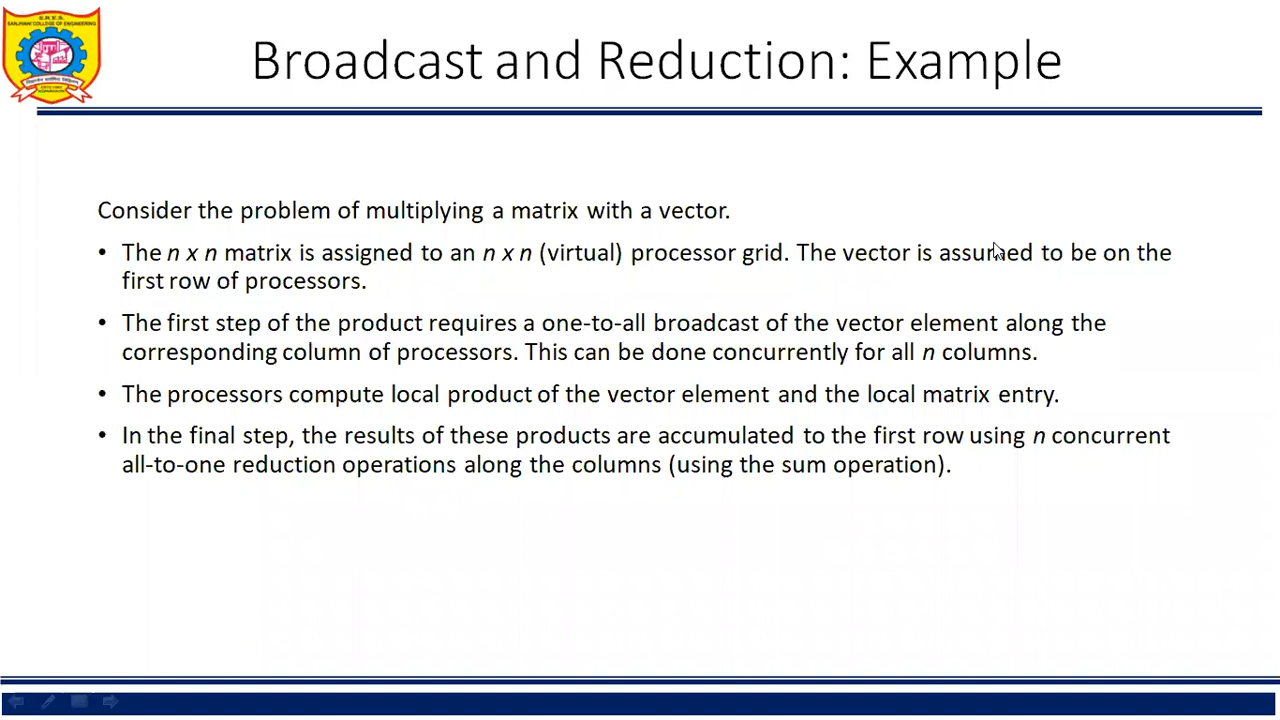 S.R.E.S.
SANJIVANI COLLEGE OF ENGINEERING
Broadcast and Reduction: Example
Consider the problem of multiplying a matrix with a vector.
• The n x n matrix is assigned to an n x n (virtual) processor grid. The vector is assumed to be on the
first row of processors.
• The first step of the product requires a one-to-all broadcast of the vector element along the
corresponding column of processors. This can be done concurrently for all n columns.
• The processors compute local product of the vector element and the local matrix entry.
• In the final step, the results of these products are accumulated to the first row using n concurrent
all-to-one reduction operations along the columns (using the sum operation).